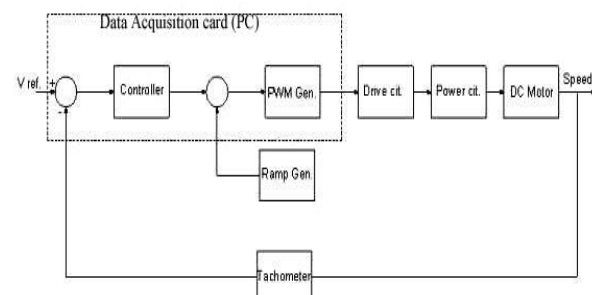 Data Acquisition card (PC)
V ref.
+
-
Controller
PWM Gen.
Drive cit.
Power cit.
DC Motor
Speed
Ramp Gen.
Tachometer